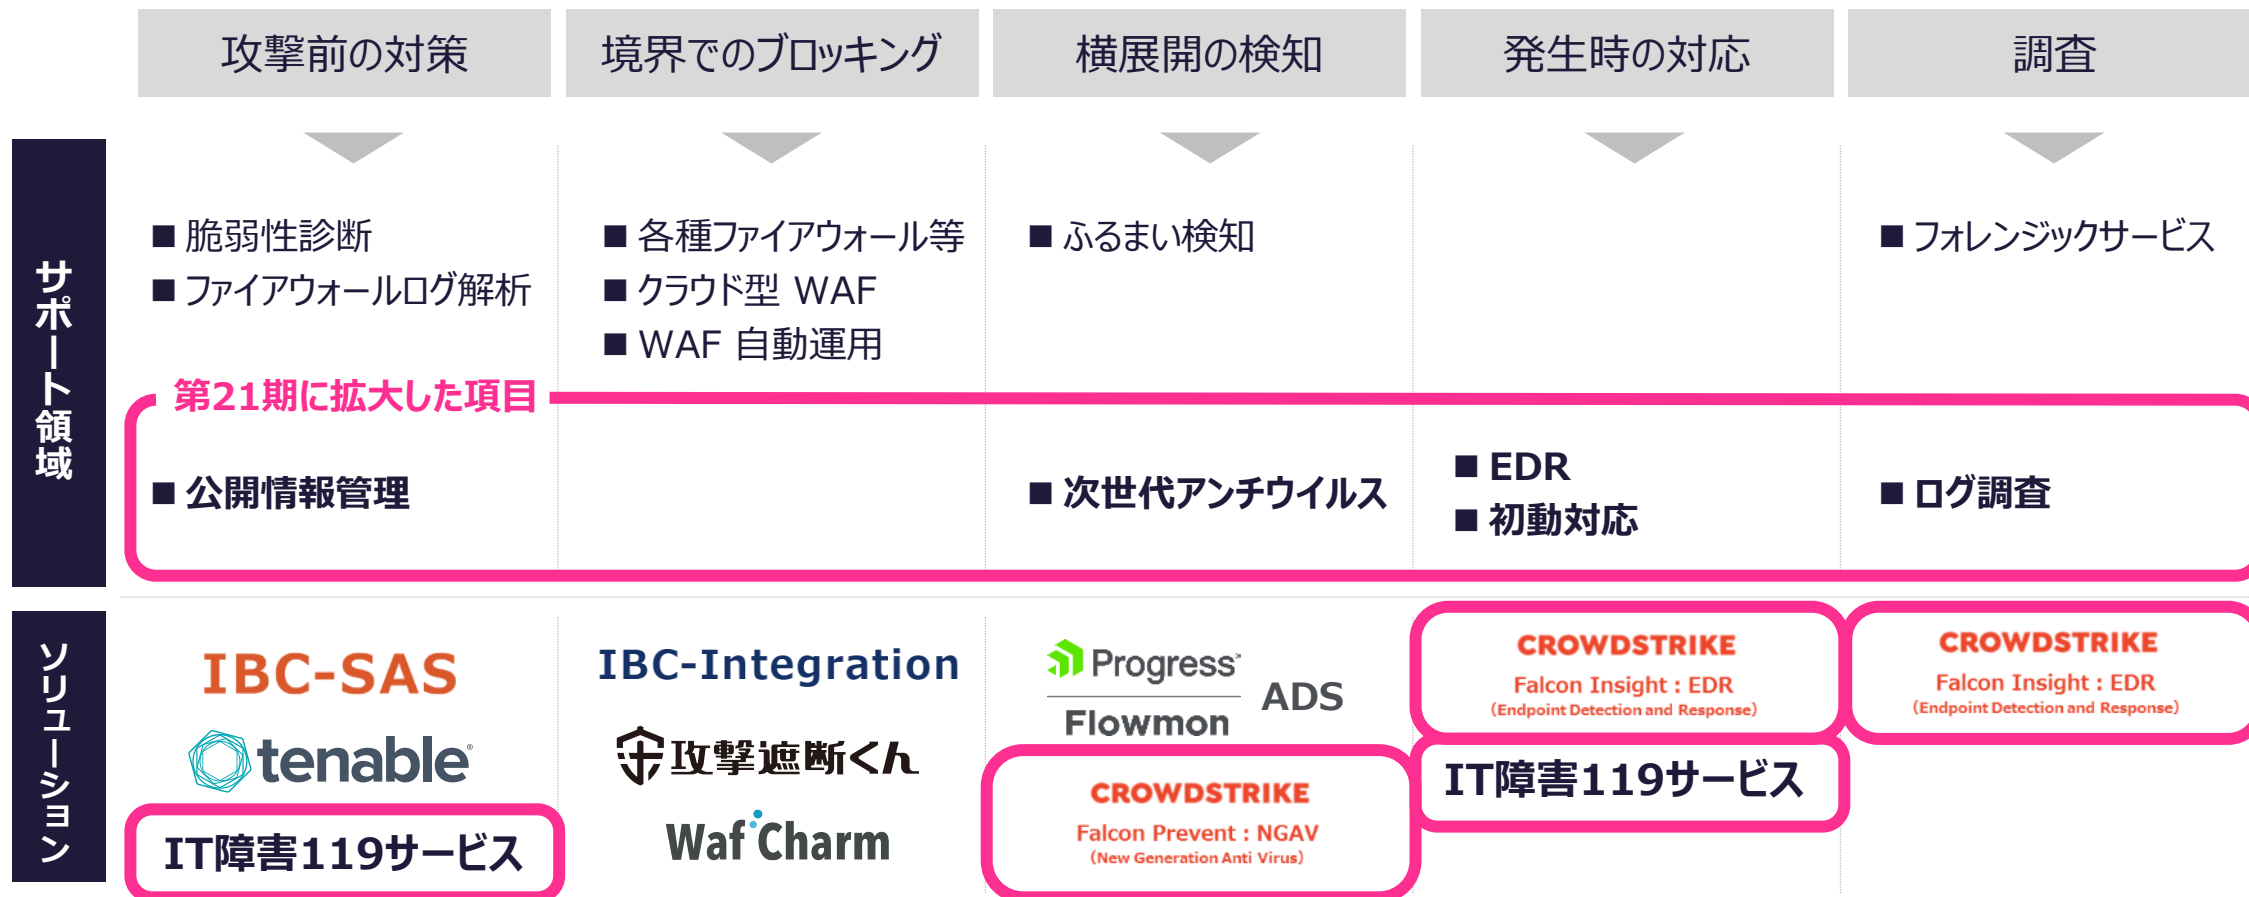 攻撃前の対策
境界でのブロッキング
横展開の検知
発生時の対応
調査
サポート領域
■ 脆弱性診断
■ ファイアウォールログ解析
■ 各種ファイアウォール等
■ クラウド型 WAF
■ WAF 自動運用
■ ふるまい検知
■ フォレンジックサービス
第21期に拡大した項目
■ 公開情報管理
■ 次世代アンチウイルス
■ EDR
■ 初動対応
■ ログ調査
ソリューション
IBC-SAS
tenable®
IT障害119サービス
IBC-Integration
攻撃遮断くん
WafCharm
Progress
Flowmon
ADS
CROWDSTRIKE
Falcon Prevent : NGAV
(New Generation Anti Virus)
CROWDSTRIKE
Falcon Insight : EDR
(Endpoint Detection and Response)
IT障害119サービス
CROWDSTRIKE
Falcon Insight : EDR
(Endpoint Detection and Response)